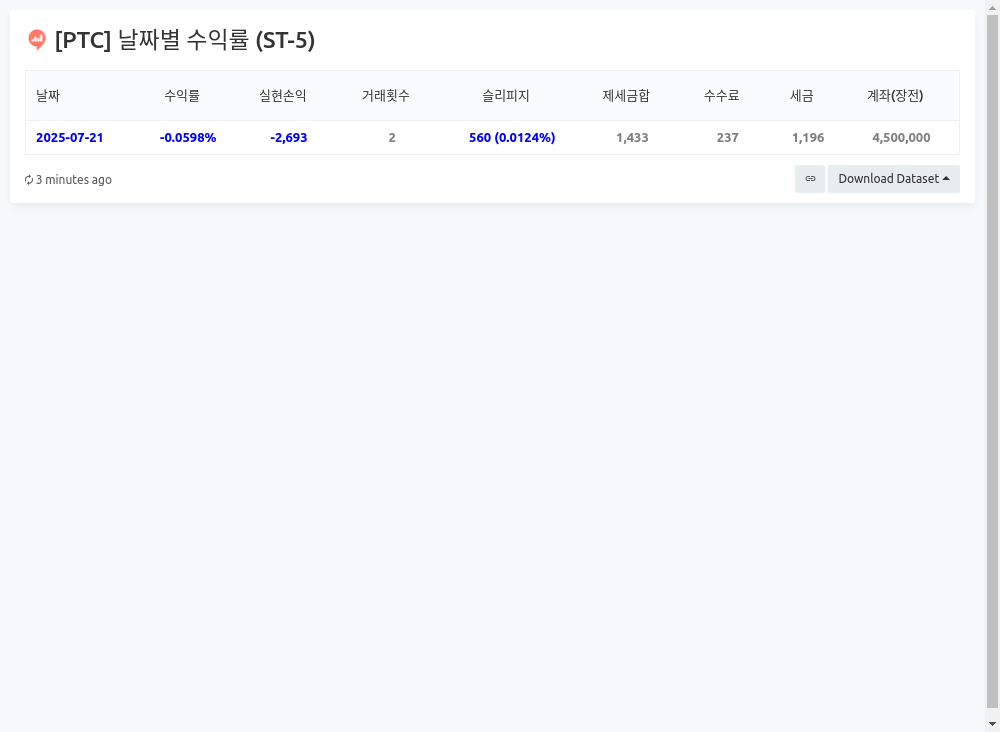 [PTC] 날짜별 수익률 (ST-5)
날짜 수익률 실현손익 거래횟수 슬리피지 제세금합 수수료 세금 계좌(장전)
2025-07-21 -0.0598% -2,693 2 560 (0.0124%) 1,433 237 1,196 4,500,000
3 minutes ago Download Dataset